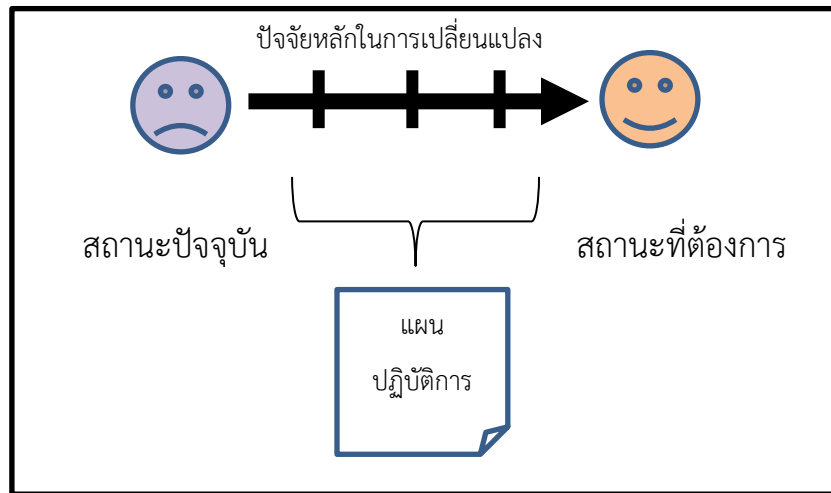 ปัจจัยหลักในการเปลี่ยนแปลง
สถานะปัจจุบัน
สถานะที่ต้องการ
แผน
ปฏิบัติการ